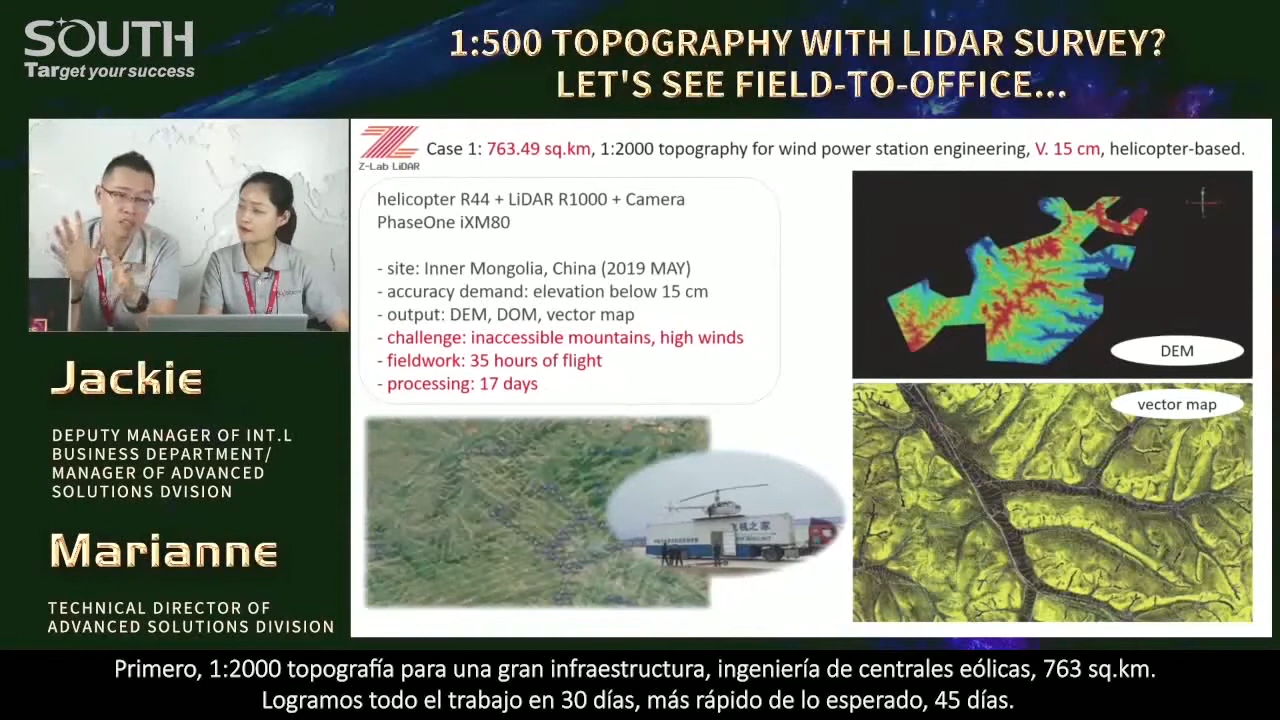 SOUTH
Target your success
1:500 TOPOGRAPHY WITH LIDAR SURVEY?
LET'S SEE FIELD-TO-OFFICE...
Z-Lab LiDAR
Case 1: 763.49 sq.km, 1:2000 topography for wind power station engineering, V. 15 cm, helicopter-based.
helicopter R44 + LiDAR R1000 + Camera
PhaseOne iXM80
- site: Inner Mongolia, China (2019 MAY)
- accuracy demand: elevation below 15 cm
- output: DEM, DOM, vector map
- challenge: inaccessible mountains, high winds
- fieldwork: 35 hours of flight
- processing: 17 days
DEM
vector map
飞机之家
Jackie
DEPUTY MANAGER OF INT.L
BUSINESS DEPARTMENT/
MANAGER OF ADVANCED
SOLUTIONS DVISION
Marianne
TECHNICAL DIRECTOR OF
ADVANCED SOLUTIONS DIVISION
Primero, 1:2000 topografía para una gran infraestructura, ingeniería de centrales eólicas, 763 sq.km.
Logramos todo el trabajo en 30 días, más rápido de lo esperado, 45 días.